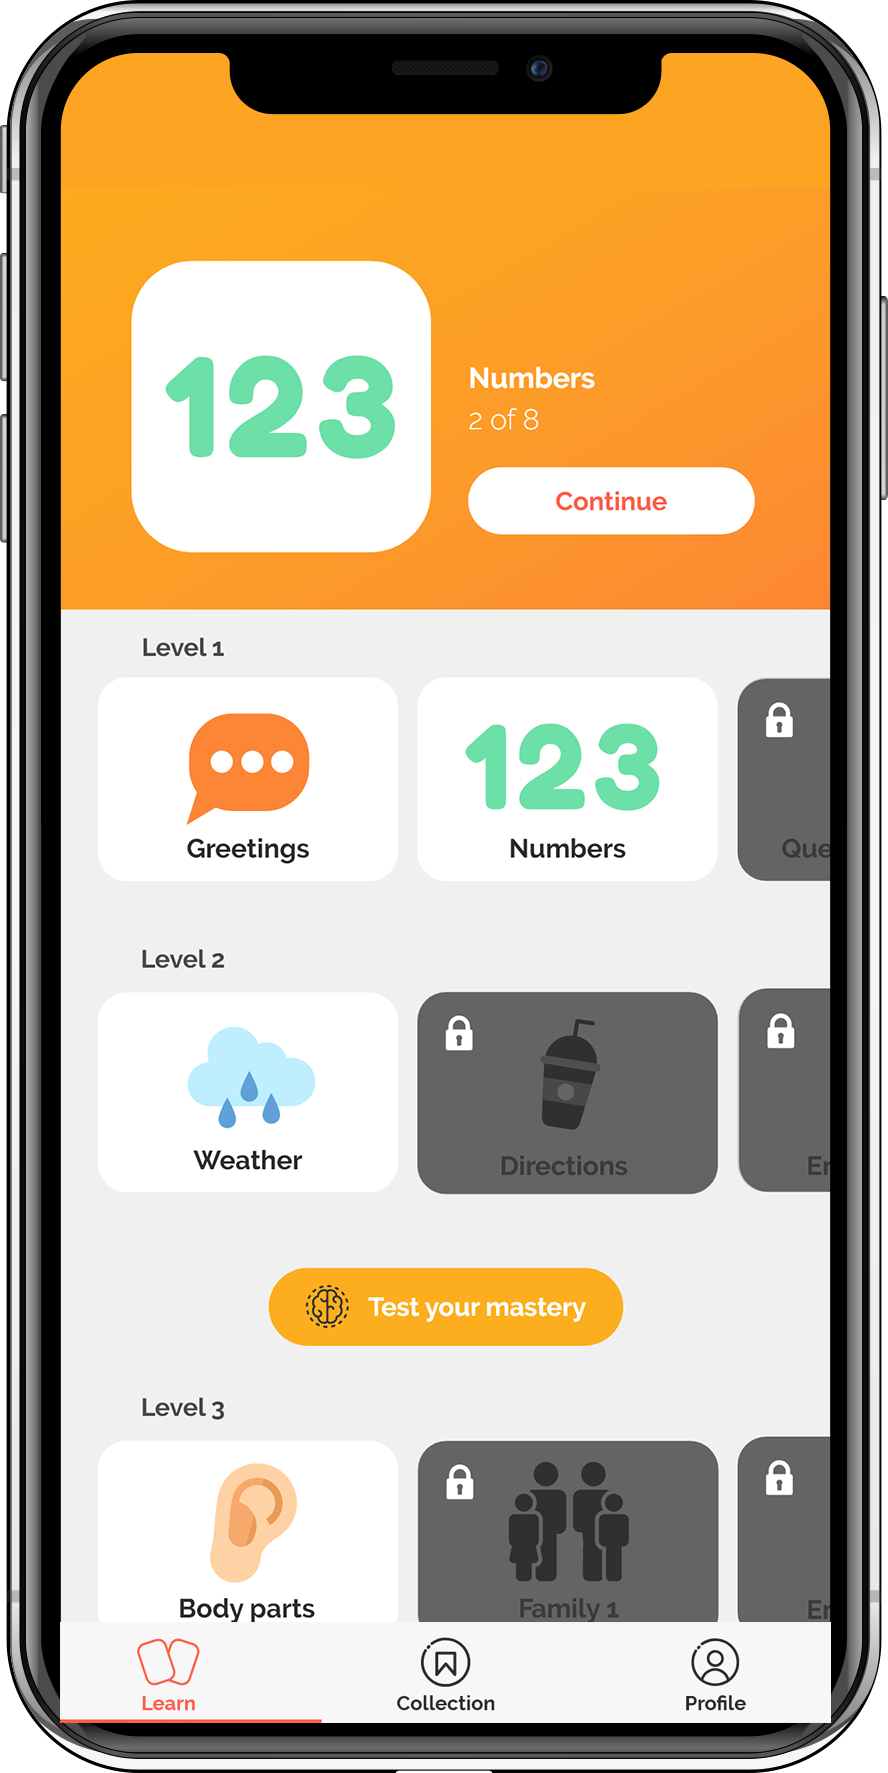 123
Numbers
2 of 8
Continue
Level 1
123
Greetings
Numbers
Que
Level 2
Weather
Directions
Er
Test your mastery
Level 3
Body parts
Family 1
Er
Learn
Collection
Profile